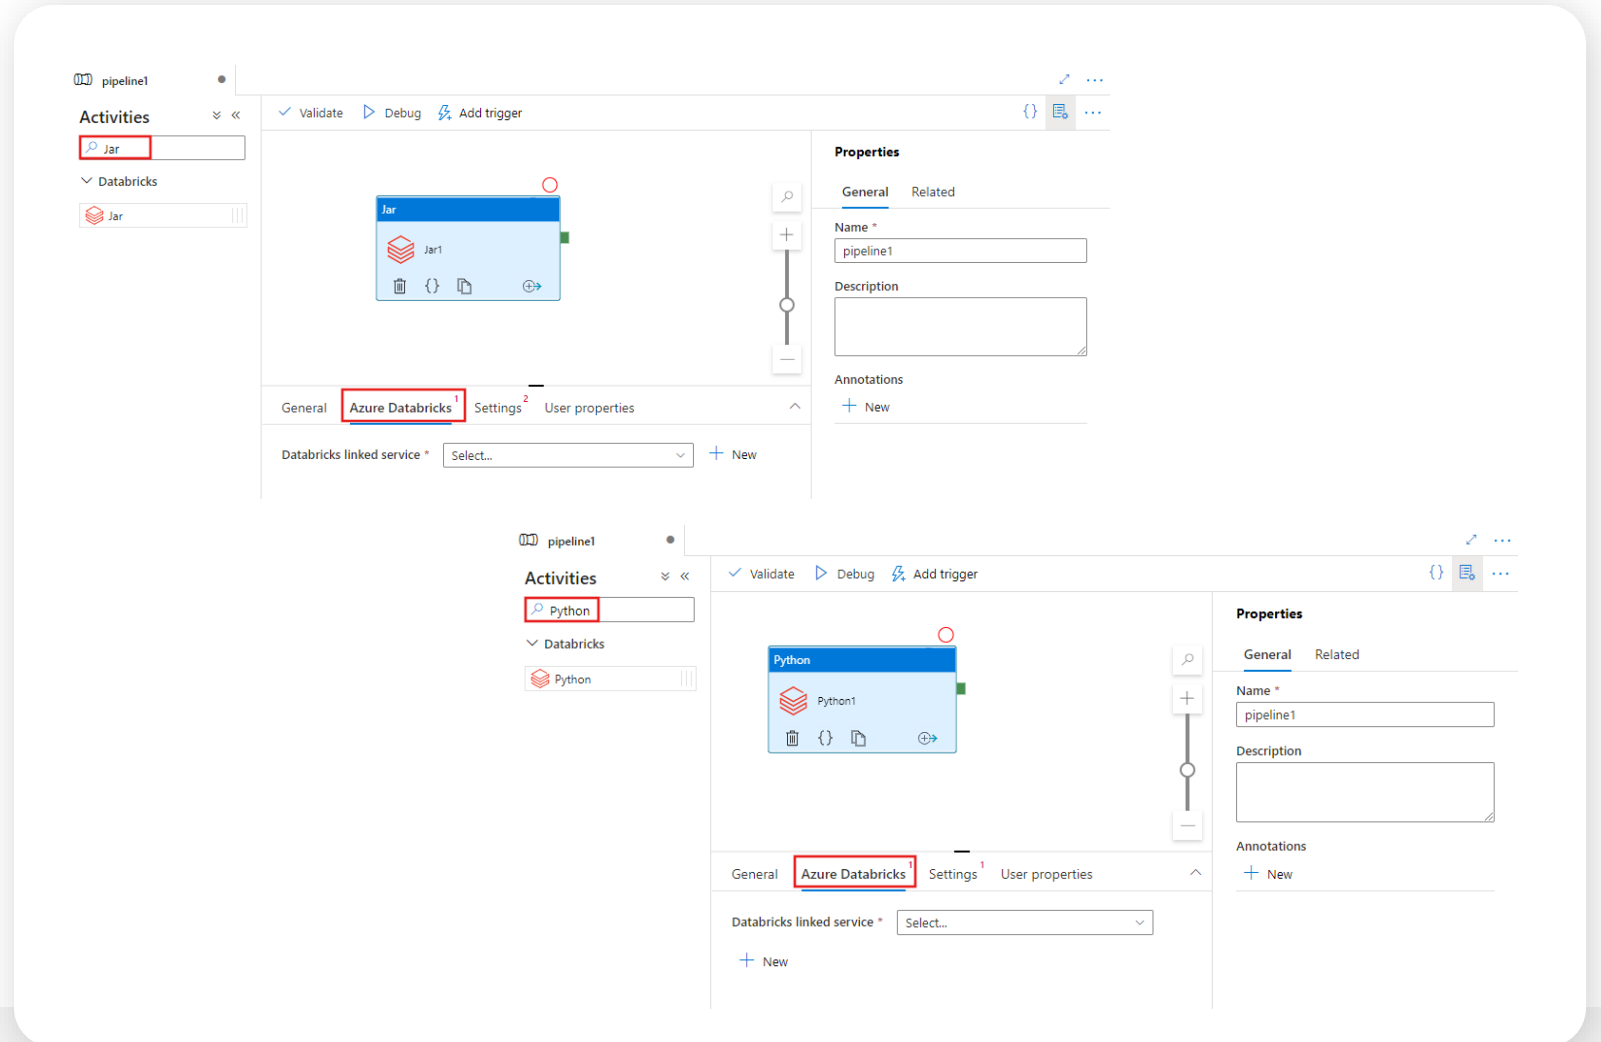 pipeline1
Activities
Validate Debug Add trigger
Jar
Databricks
Jar
Jar
Jar1
Properties
General Related
Name *
pipeline1
Description
Annotations
New
General Azure Databricks 1 Settings 2 User properties
Databricks linked service * Select... New
pipeline1
Activities
Validate Debug Add trigger
Python
Databricks
Python
Python
Python1
Properties
General Related
Name *
pipeline1
Description
Annotations
New
General Azure Databricks 1 Settings 1 User properties
Databricks linked service * Select...
New